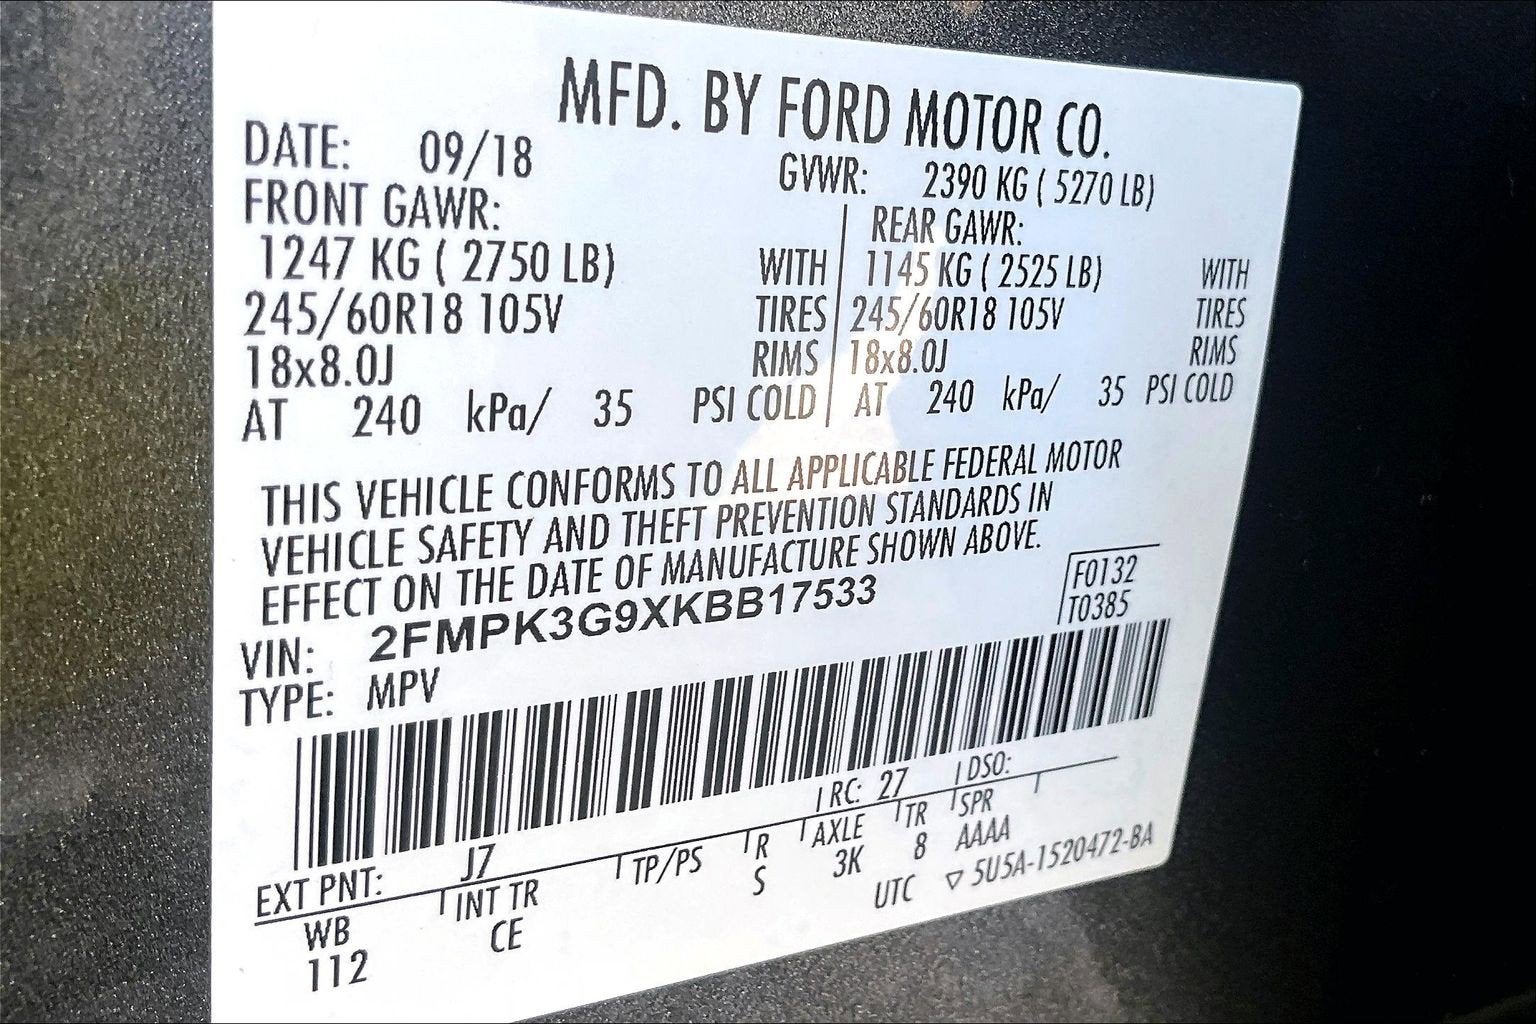 MFD. BY FORD MOTOR CO.
DATE: 09/18 GVWR: 2390 KG ( 5270 LB)
FRONT GAWR: REAR GAWR:
1247 KG ( 2750 LB) WITH 1145 KG ( 2525 LB) WITH
245/60R18 105V TIRES 245/60R18 105V TIRES
18x8.0J RIMS 18x8.0J RIMS
AT 240 kPa/ 35 PSI COLD AT 240 kPa/ 35 PSI COLD
THIS VEHICLE CONFORMS TO ALL APPLICABLE FEDERAL MOTOR
VEHICLE SAFETY AND THEFT PREVENTION STANDARDS IN
EFFECT ON THE DATE OF MANUFACTURE SHOWN ABOVE.
VIN: 2FMPK3G9XKBB17533 F0132
TYPE: MPV T0385
EXT PNT: J7 RC: 27 DSO:
WB INT TR TP/PS R AXLE TR SPR
112 CE S 3K 8 AAAA
UTC ▽ 5U5A-1520472-BA